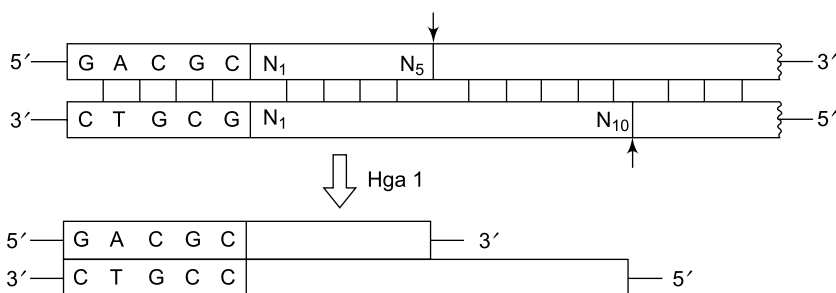 5′ G A C G C N₁ N₅ 3′
3′ C T G C G N₁ N₁₀ 5′
Hga 1
5′ G A C G C 3′
3′ C T G C C 5′